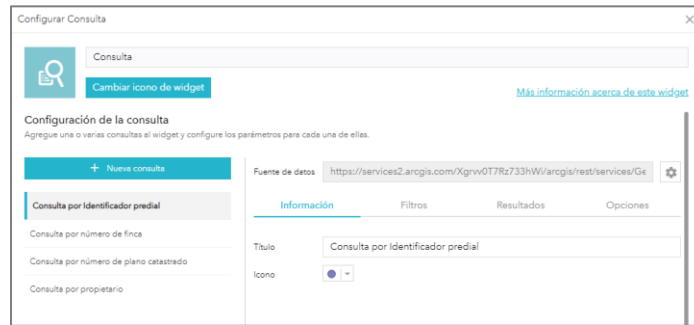 Configurar Consulta
Consulta
Cambiar icono de widget
Más información acerca de este widget
Configuración de la consulta
Agregue una o varias consultas al widget y configure los parámetros para cada una de ellas.
+ Nueva consulta
Fuente de datos https://services2.arcgis.com/Xgrvv0T7Rz733hWi/arcgis/rest/services/Ge
Consulta por Identificador predial
Información Filtros Resultados Opciones
Consulta por número de finca
Título Consulta por Identificador predial
Consulta por número de plano catastrado
Icono
Consulta por propietario